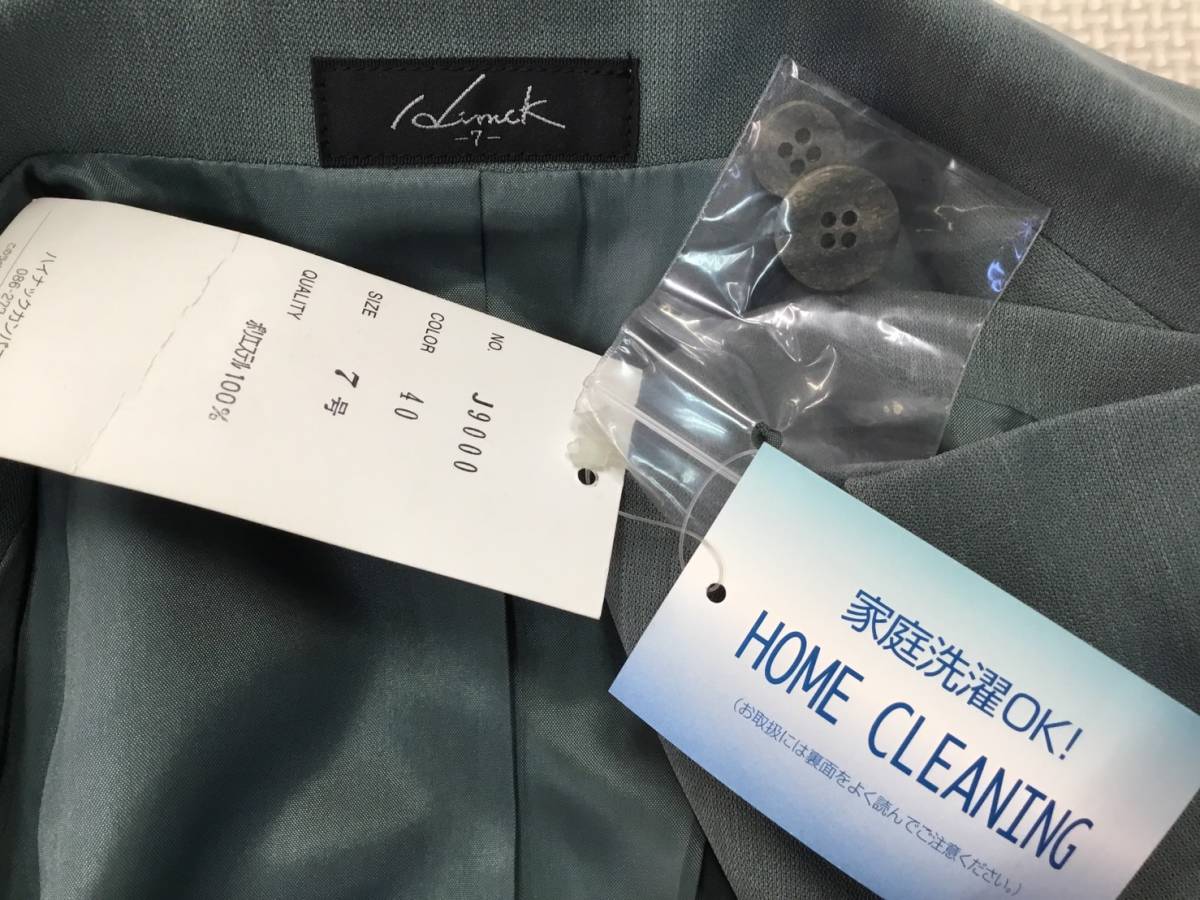 -7-
NO. J9000
COLOR 40
SIZE 7号
QUALITY
ポリエステル100%
家庭洗濯OK!
HOME CLEANING
(お取扱には裏面をよく読んでご注意ください。)